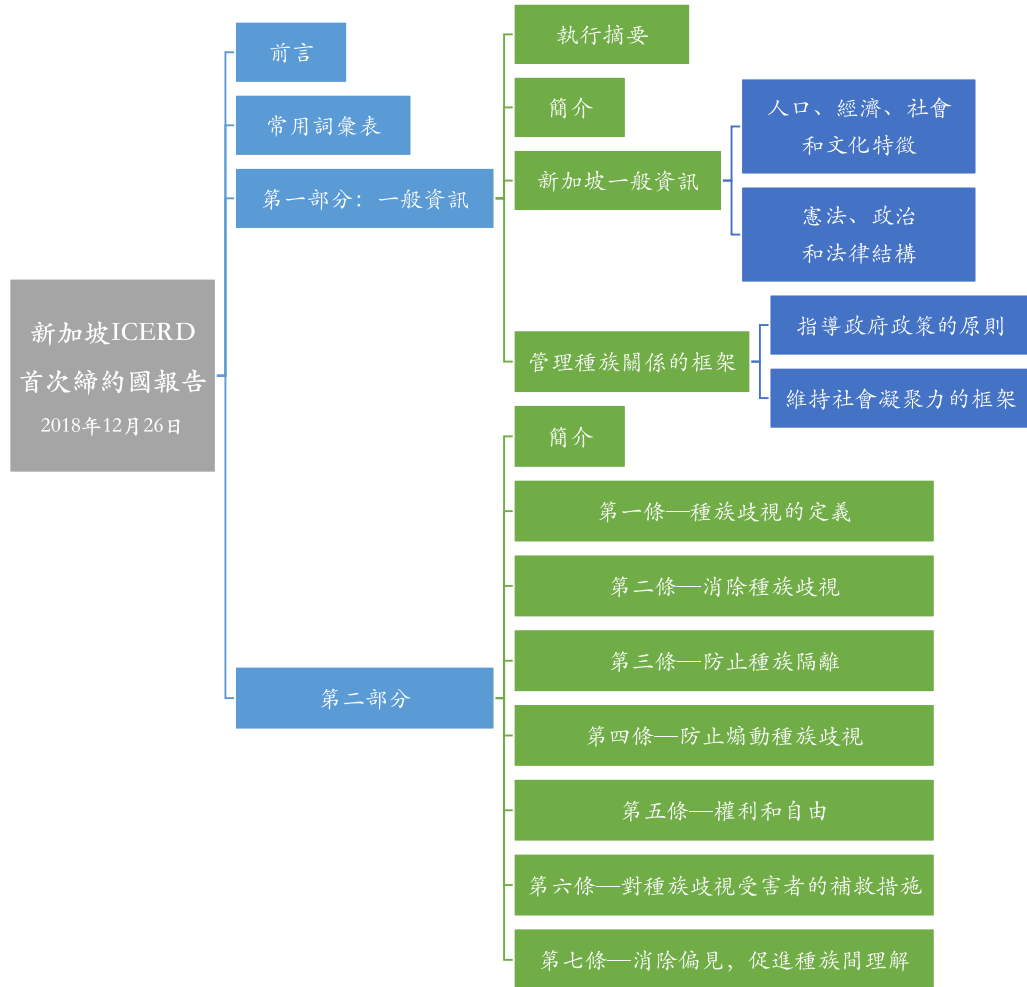 新加坡ICERD
首次締約國報告
2018年12月26日
前言
常用詞彙表
第一部分：一般資訊
執行摘要
簡介
新加坡一般資訊
人口、經濟、社會
和文化特徵
憲法、政治
和法律結構
管理種族關係的框架
指導政府政策的原則
維持社會凝聚力的框架
第二部分
簡介
第一條—種族歧視的定義
第二條—消除種族歧視
第三條—防止種族隔離
第四條—防止煽動種族歧視
第五條—權利和自由
第六條—對種族歧視受害者的補救措施
第七條—消除偏見，促進種族間理解